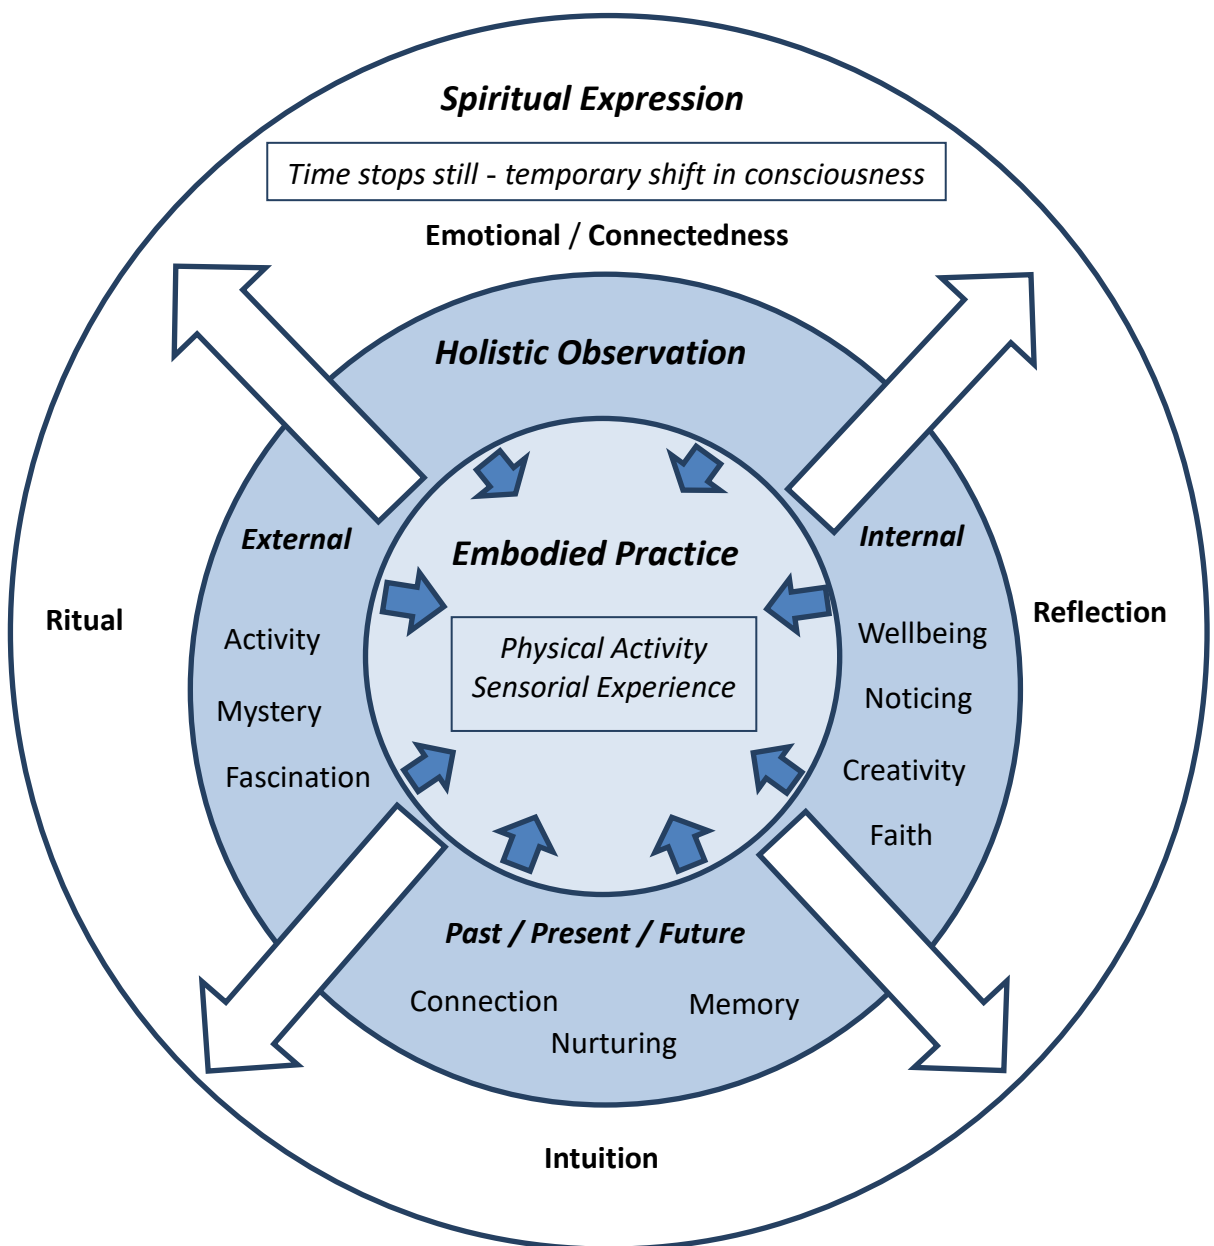 Spiritual Expression
Time stops still - temporary shift in consciousness
Emotional / Connectedness
Holistic Observation
External
Internal
Embodied Practice
Ritual
Reflection
Activity
Mystery
Fascination
Physical Activity
Sensorial Experience
Wellbeing
Noticing
Creativity
Faith
Past / Present / Future
Connection
Memory
Nurturing
Intuition